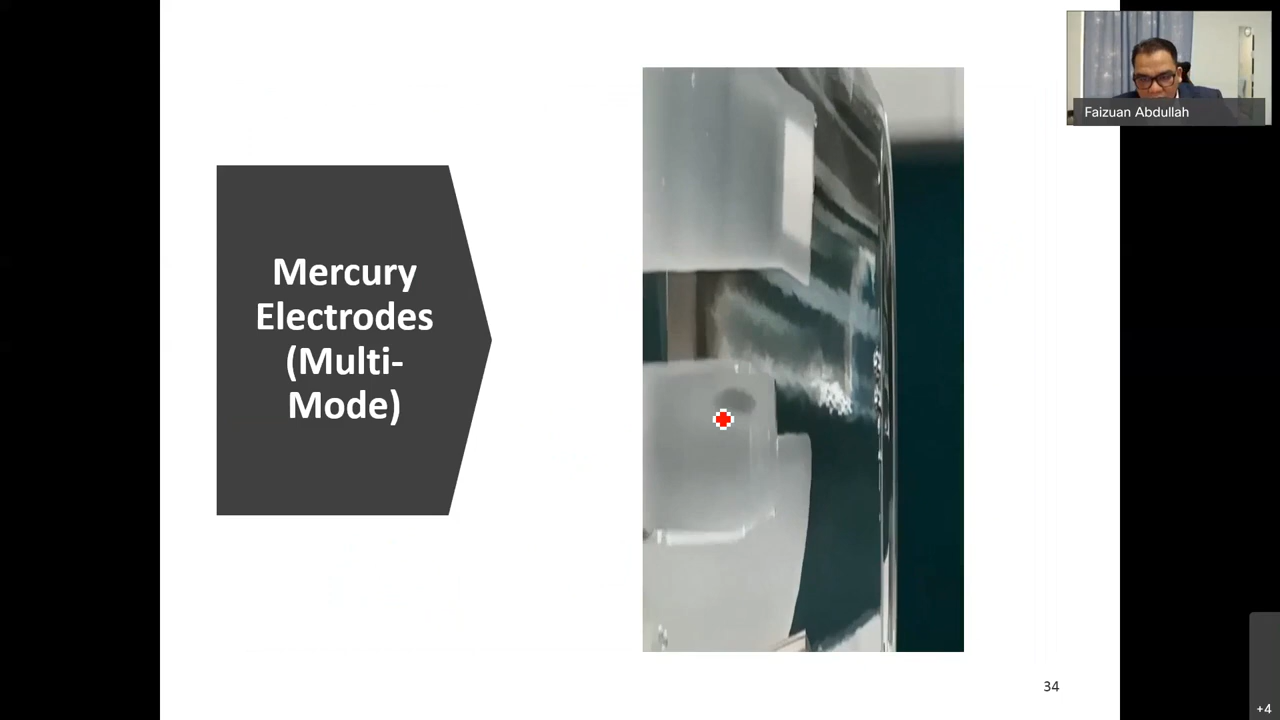 Mercury
Electrodes
(Multi-
Mode)
Faizuan Abdullah
34
+4